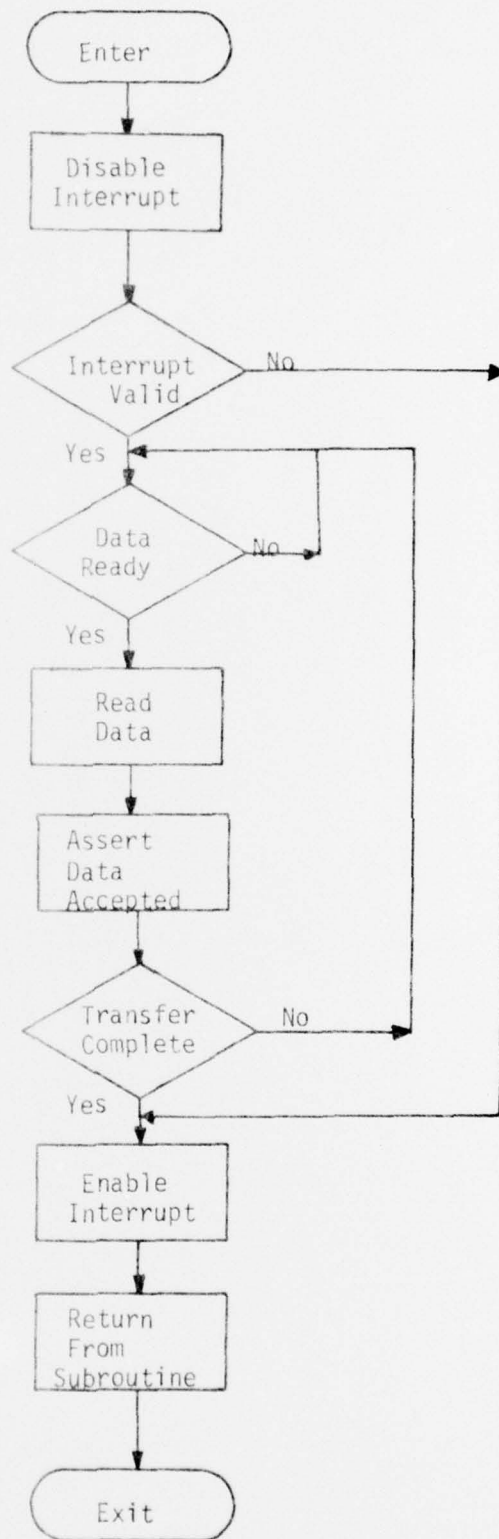 Enter
Disable
Interrupt
Interrupt
Valid
No
Yes
Data
Ready
No
Yes
Read
Data
Assert
Data
Accepted
Transfer
Complete
No
Yes
Enable
Interrupt
Return
From
Subroutine
Exit